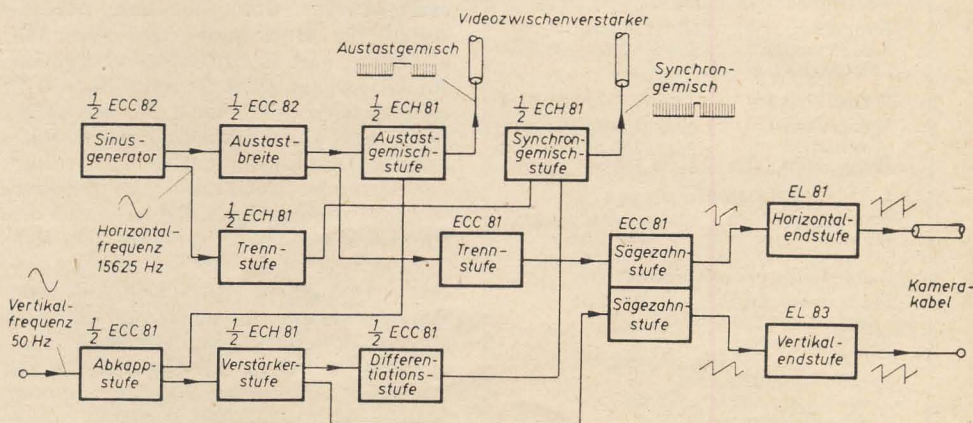 Videozwischenverstärker
Austastgemisch
Synchron-
gemisch
1/2 ECC 82
Sinus-
generator
1/2 ECC 82
Austast-
breite
1/2 ECH 81
Austast-
gemisch-
stufe
1/2 ECH 81
Synchron-
gemisch-
stufe
Horizontal-
frequenz
15625 Hz
1/2 ECH 81
Trenn-
stufe
ECC 82
Trenn-
stufe
ECC 81
Sägezahn-
stufe
Sägezahn-
stufe
EL 81
Horizontal-
endstufe
Kamera-
kabel
Vertikal-
frequenz
50 Hz
1/2 ECC 81
Abkapp-
stufe
1/2 ECH 81
Verstärker-
stufe
1/2 ECC 81
Differen-
tiations-
stufe
EL 83
Vertikal-
endstufe